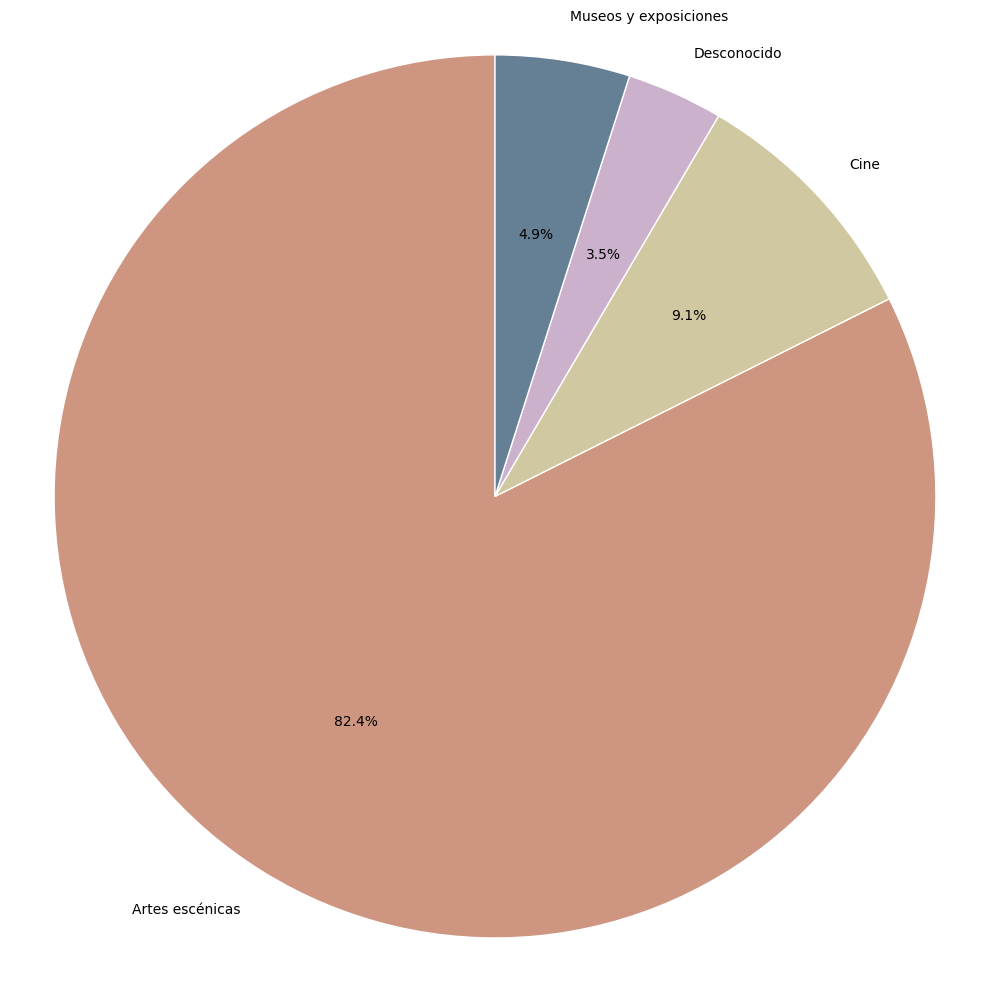 Museos y exposiciones
Desconocido
Cine
4.9%
3.5%
9.1%
82.4%
Artes escénicas